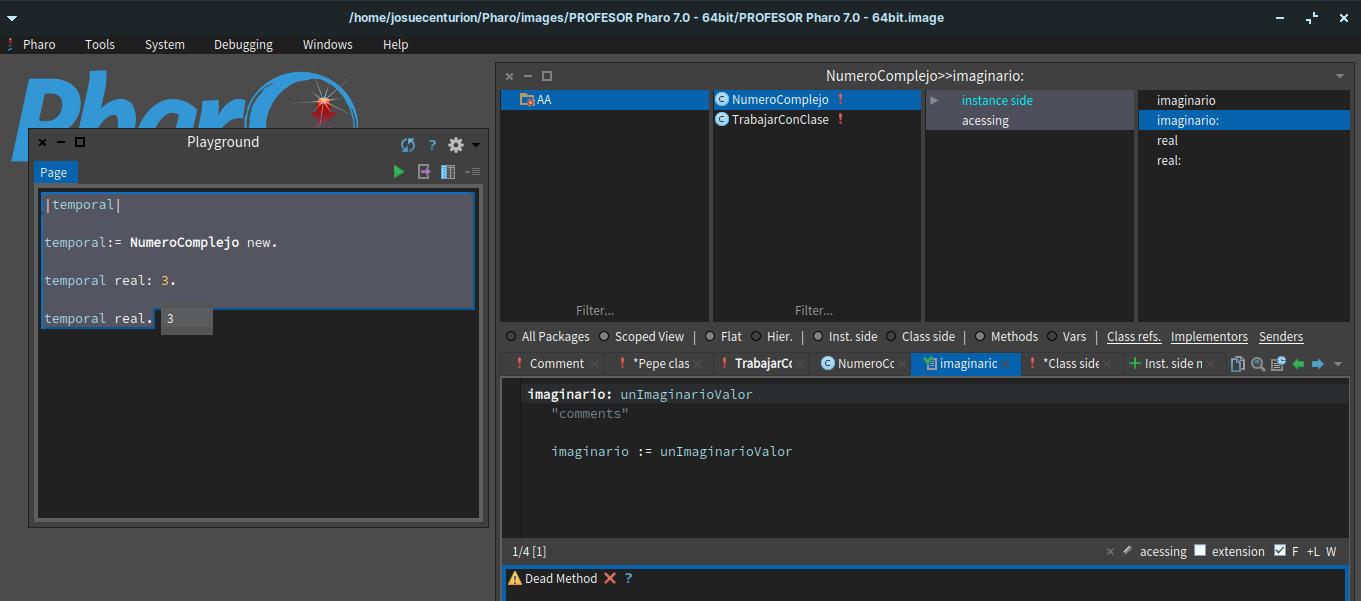 /home/josuecenturion/Pharo/images/PROFESOR Pharo 7.0 - 64bit/PROFESOR Pharo 7.0 - 64bit.image
Pharo Tools System Debugging Windows Help
Pharo
Playground
Page
|temporal|
temporal:= NumeroComplejo new.
temporal real: 3.
temporal real. 3
NumeroComplejo>>imaginario:
AA
Filter...
NumeroComplejo
TrabajarConClase
Filter...
instance side
acessing
imaginario
imaginario:
real
real:
All Packages Scoped View | Flat Hier. | Inst. side Class side | Methods Vars | Class refs. Implementors Senders
Comment *Pepe clas TrabajarCo NumeroCc imaginaric *Class side Inst. side n
imaginario: unImaginarioValor
"comments"
imaginario := unImaginarioValor
1/4 [1] acessing extension F +L W
Dead Method ?